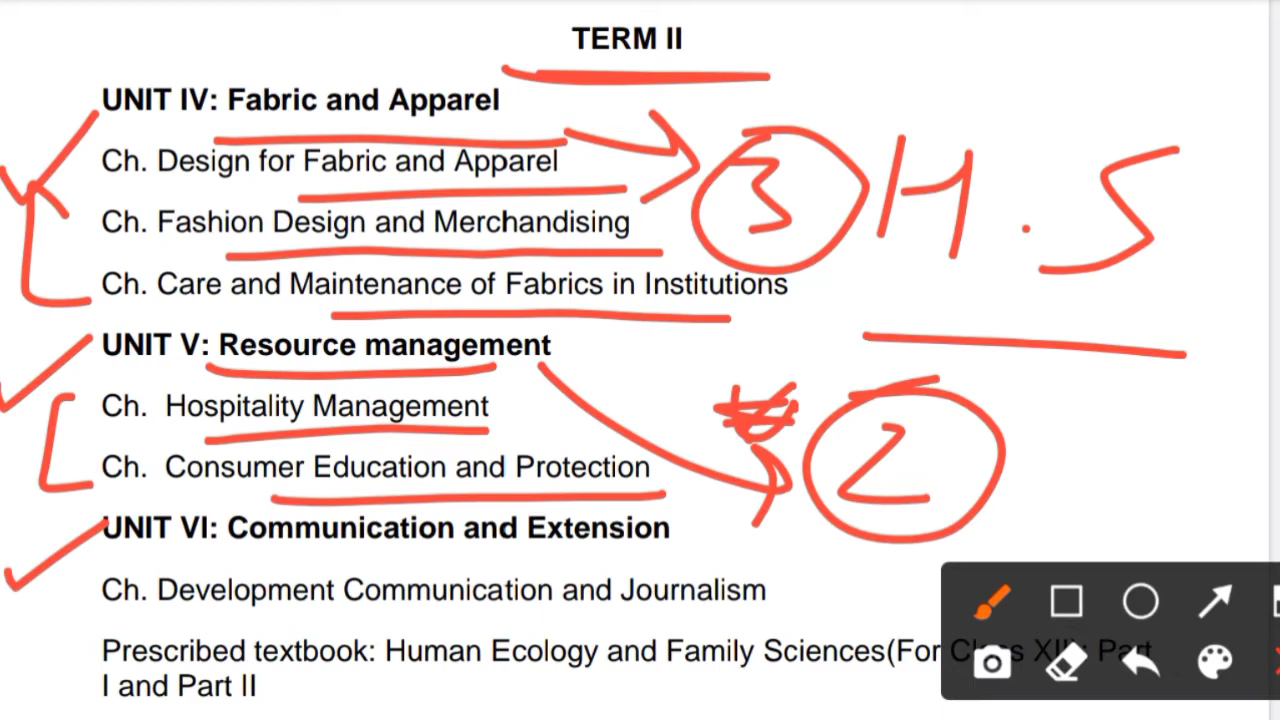 TERM II
UNIT IV: Fabric and Apparel
Ch. Design for Fabric and Apparel
3 H.S
Ch. Fashion Design and Merchandising
Ch. Care and Maintenance of Fabrics in Institutions
UNIT V: Resource management
Ch. Hospitality Management
2
Ch. Consumer Education and Protection
UNIT VI: Communication and Extension
Ch. Development Communication and Journalism
Prescribed textbook: Human Ecology and Family Sciences(For Class XII): Part
I and Part II